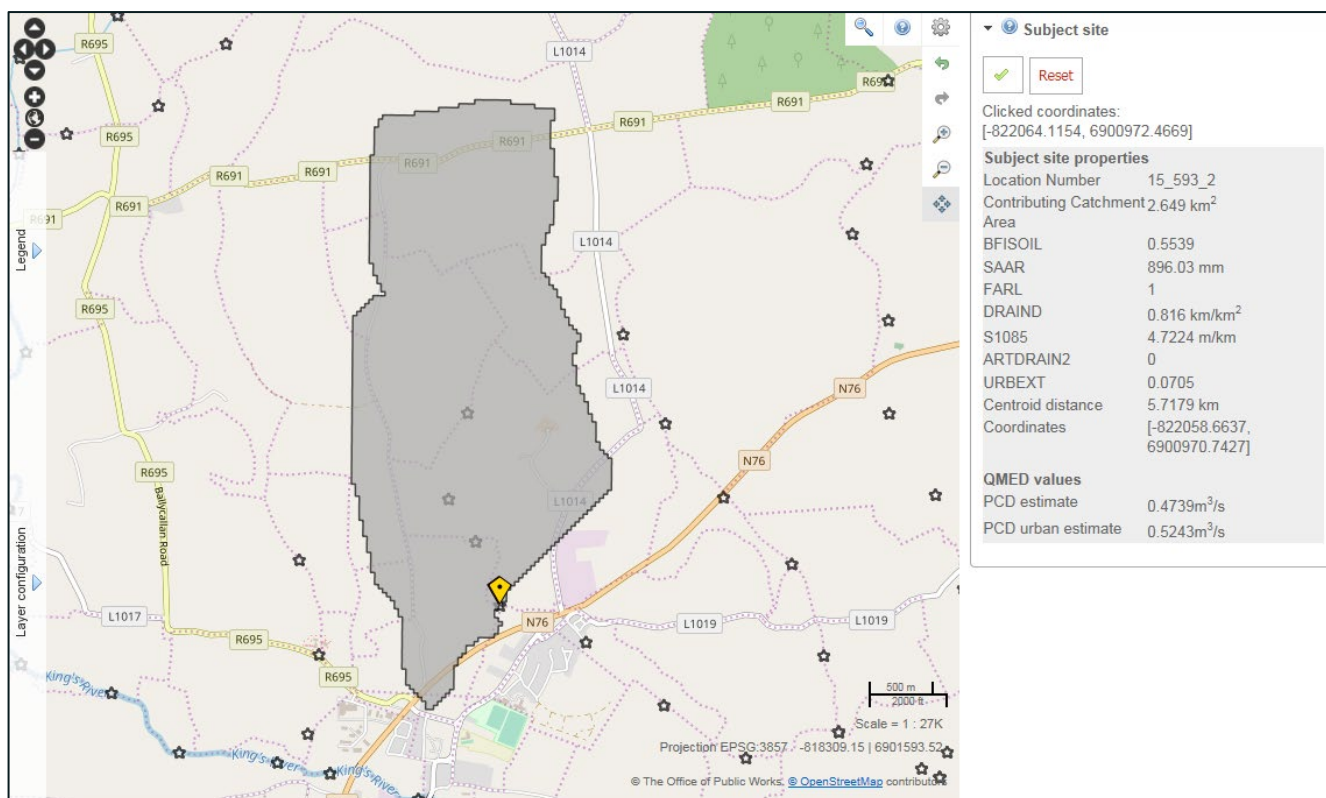 R695
R695
L1014
R691
R691
R691
R691
R691
R691
L1014
R691
R691
R695
L1014
L1014
N76
R695
N76
Ballycallan Road
L1014
L1017
R695
N76
L1019
L1019
R695
King's River
King's River
King's River
Legend
Layer configuration
500 m
2000 ft
Scale = 1 : 27K
Projection EPSG:3857 -818309.15 | 6901593.52
© The Office of Public Works, © OpenStreetMap contributors
Subject site
Reset
Clicked coordinates:
[-822064.1154, 6900972.4669]
Subject site properties
Location Number 15_593_2
Contributing Catchment Area 2.649 km²
BFISOIL 0.5539
SAAR 896.03 mm
FARL 1
DRAIND 0.816 km/km²
S1085 4.7224 m/km
ARTDRAIN2 0
URBEXT 0.0705
Centroid distance 5.7179 km
Coordinates [-822058.6637,
6900970.7427]
QMED values
PCD estimate 0.4739m³/s
PCD urban estimate 0.5243m³/s